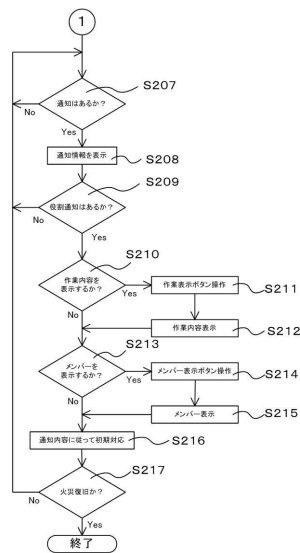 1
S207
通知はあるか？
No
Yes
通知情報を表示
S208
S209
役割通知はあるか？
No
Yes
S210
作業内容を
表示するか？
Yes
作業表示ボタン操作
S211
No
作業内容表示
S212
S213
メンバーを
表示するか？
Yes
メンバー表示ボタン操作
S214
No
メンバー表示
S215
通知内容に従って初期対応
S216
S217
火災復旧か？
No
Yes
終了